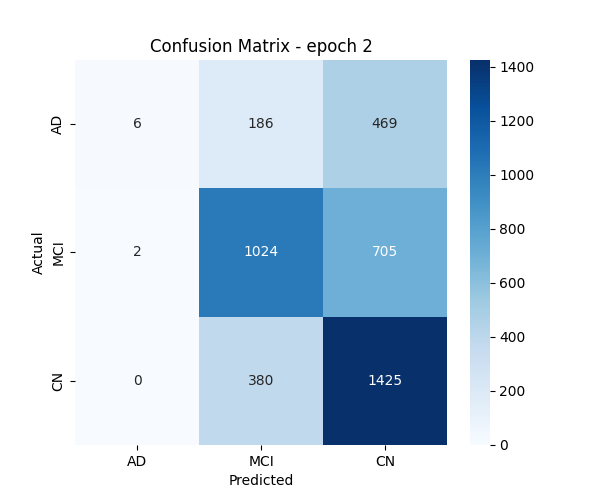 Confusion Matrix - epoch 2
AD 6 186 469
MCI 2 1024 705
CN 0 380 1425
AD MCI CN
Actual
Predicted
1400
1200
1000
800
600
400
200
0